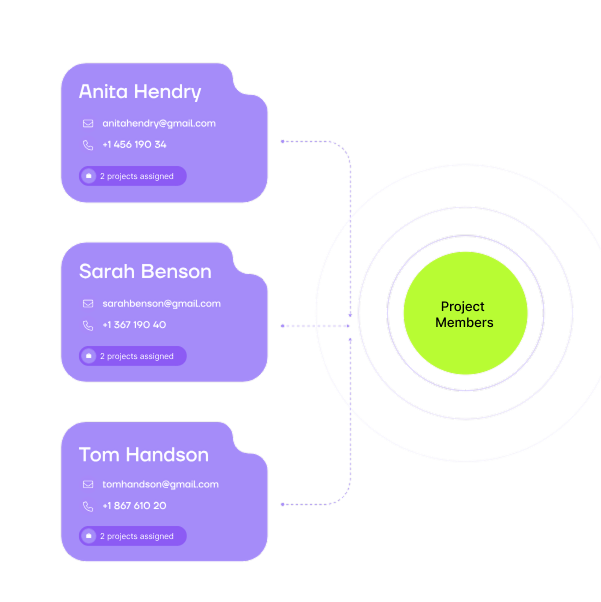 Anita Hendry
anitahendry@gmail.com
+1 456 190 34
2 projects assigned
Sarah Benson
sarahbenson@gmail.com
+1 367 190 40
2 projects assigned
Tom Handson
tomhandson@gmail.com
+1 867 610 20
2 projects assigned
Project
Members